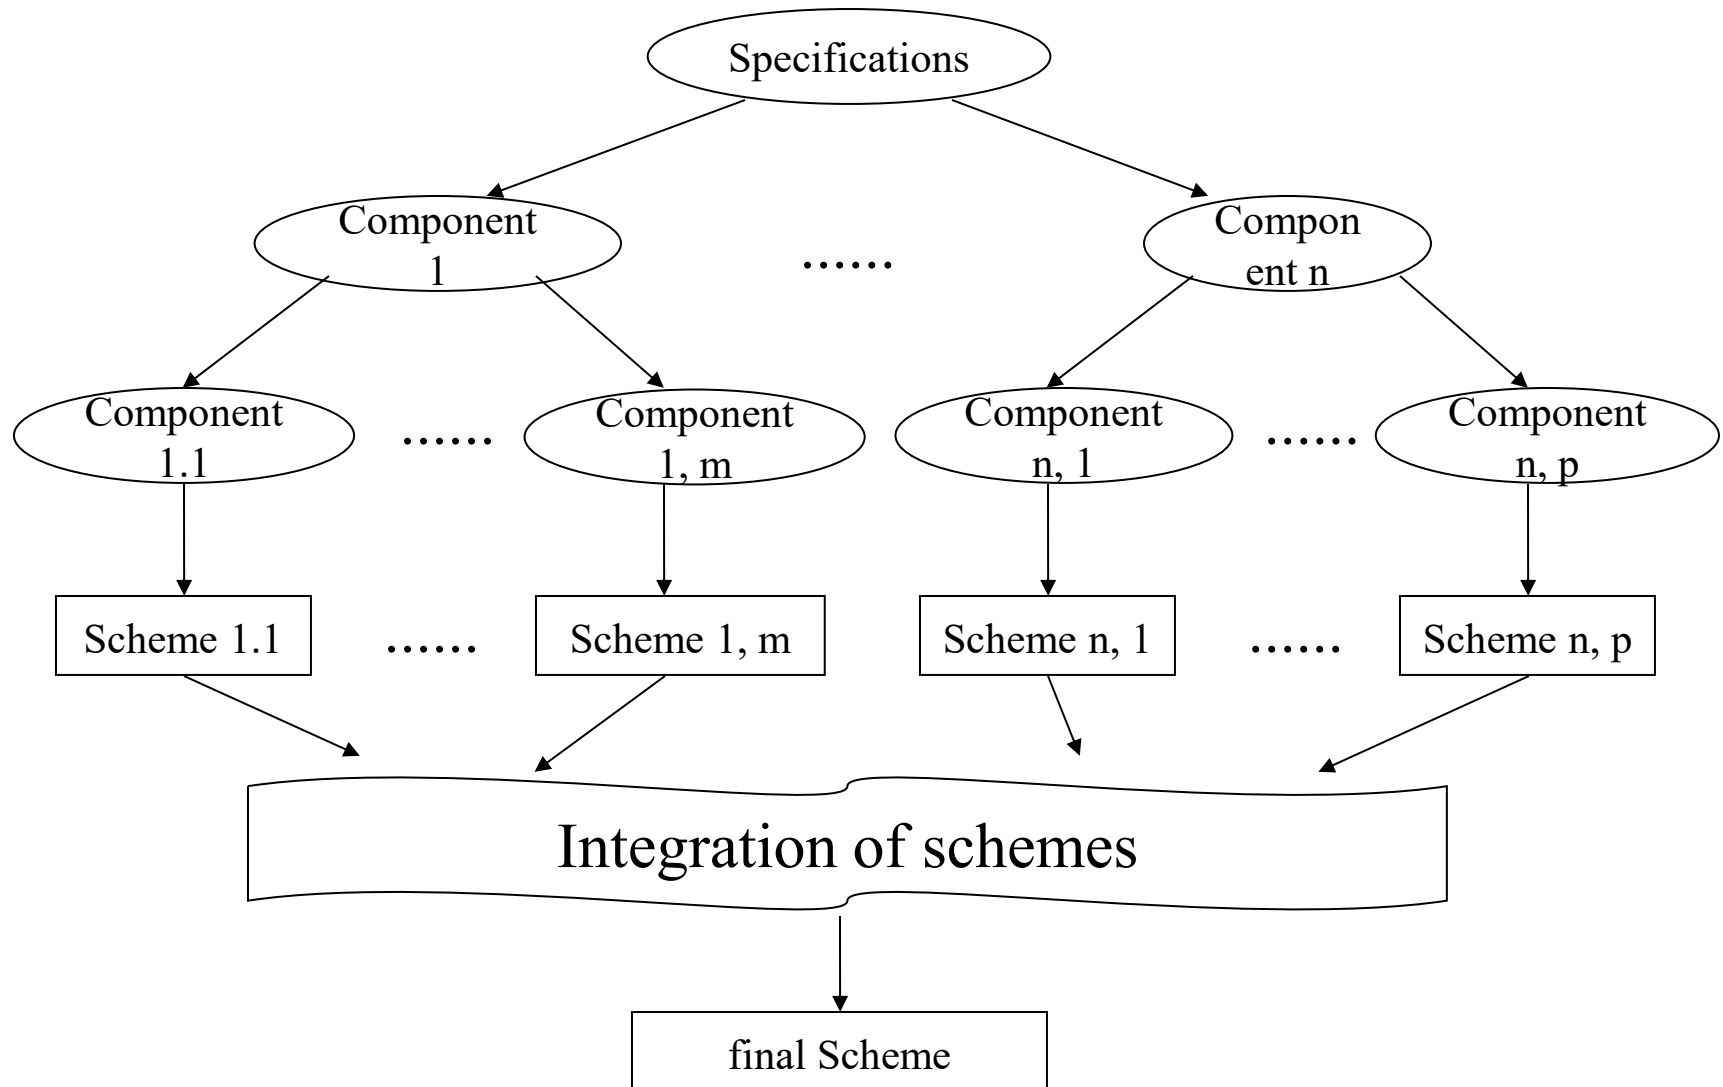 Specifications
Component
1
......
Compon
ent n
Component
1.1
......
Component
1, m
Component
n, 1
......
Component
n, p
Scheme 1.1
......
Scheme 1, m
Scheme n, 1
......
Scheme n, p
Integration of schemes
final Scheme